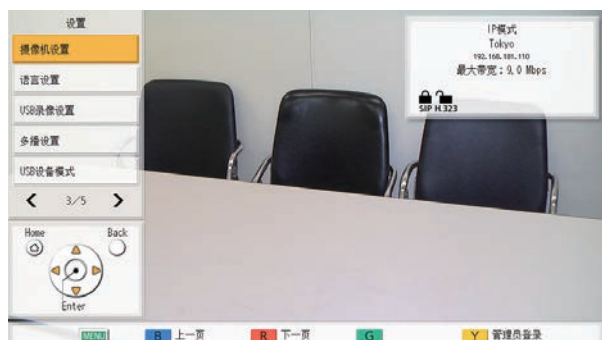 设置
摄像机设置
语言设置
USB录像设置
多播设置
USB设备模式
3/5
Home
Back
Enter
IP模式
Tokyo
192.168.181.110
最大带宽：9.0 Mbps
SIP H.323
MENU
B 上一页
R 下一页
G
Y 管理员登录